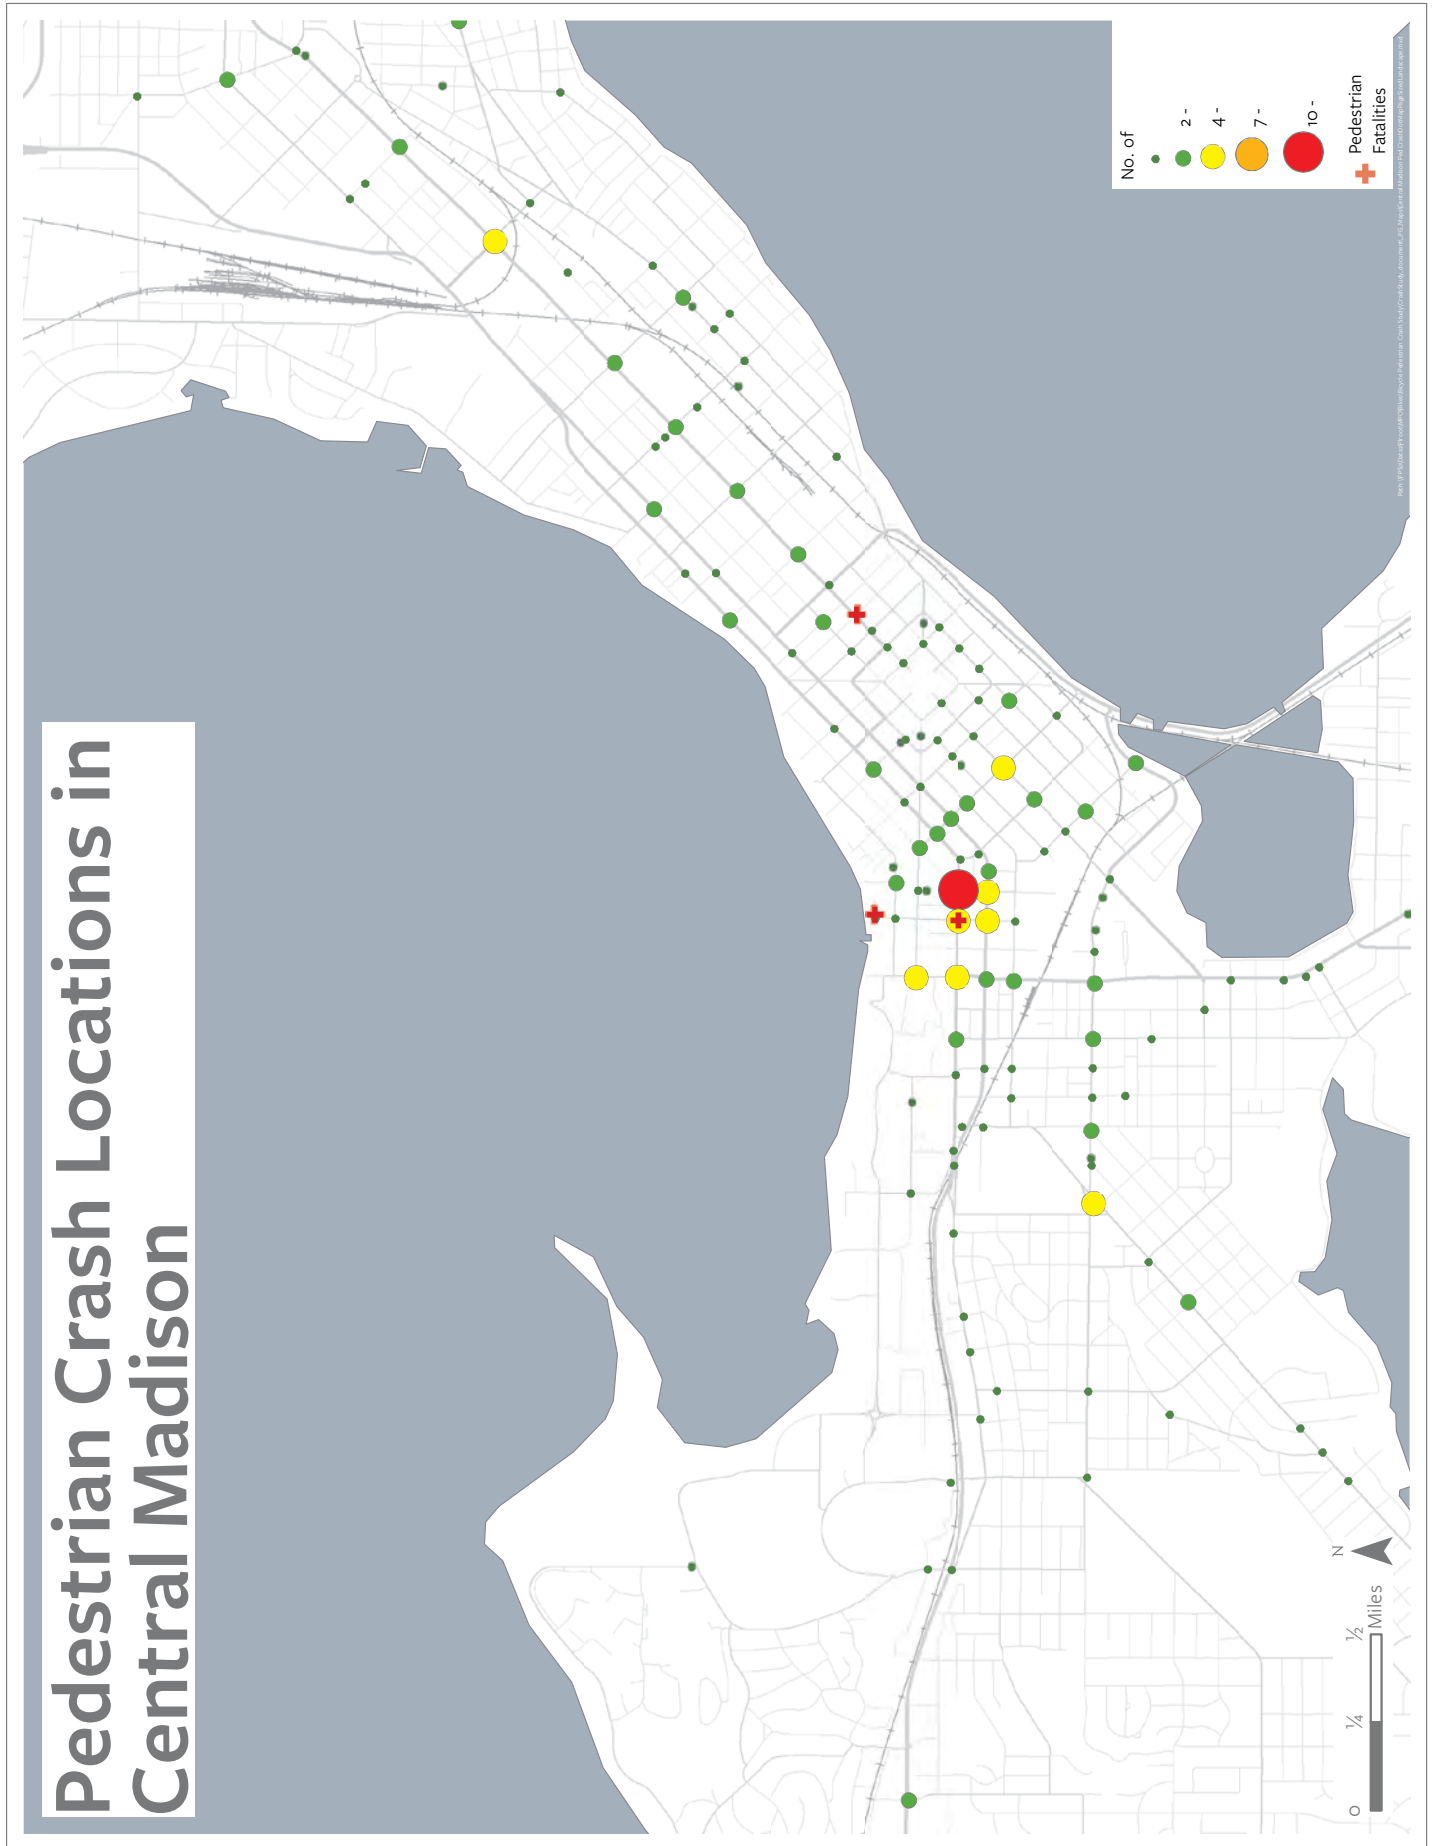 Pedestrian Crash Locations in
Central Madison
No. of
2 -
4 -
7 -
10 -
Pedestrian
Fatalities
N
0 ¼ ½
Miles